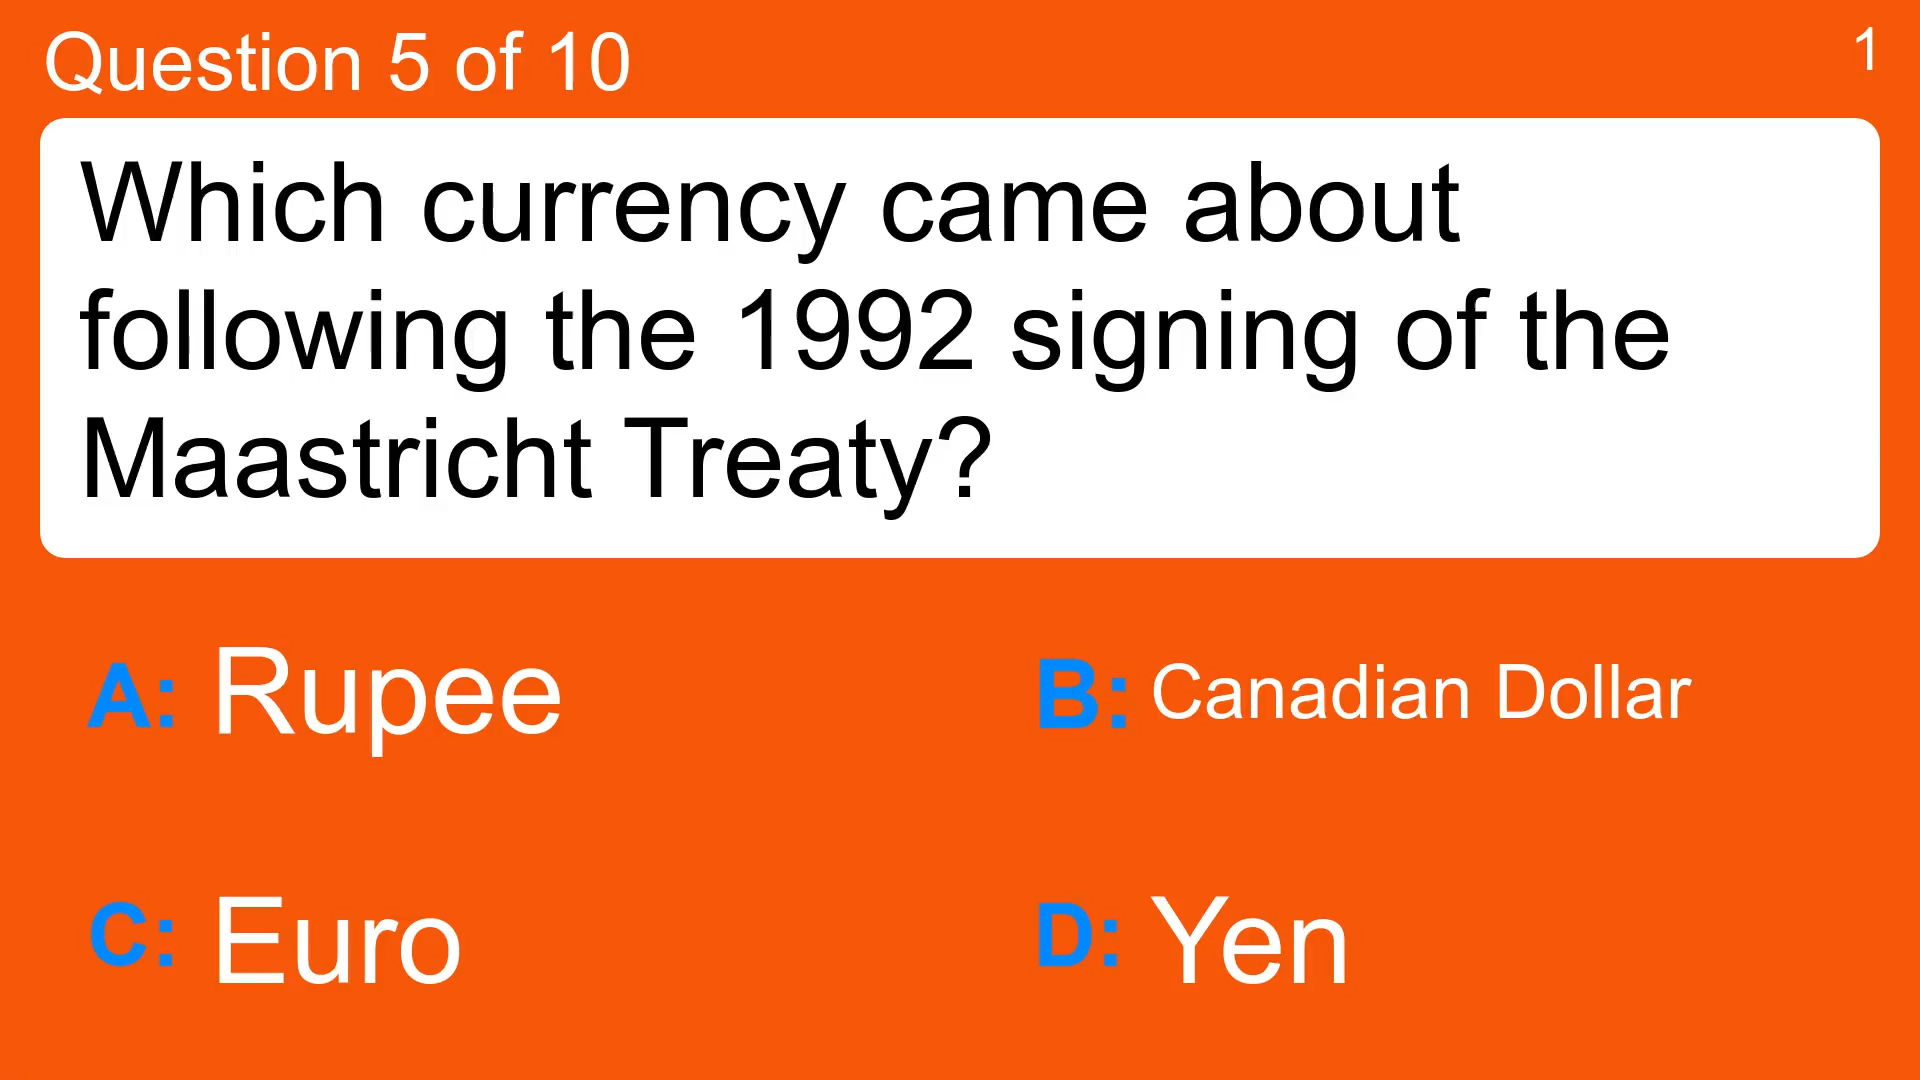 Question 5 of 10
1
Which currency came about
following the 1992 signing of the
Maastricht Treaty?
A: Rupee
B: Canadian Dollar
C: Euro
D: Yen